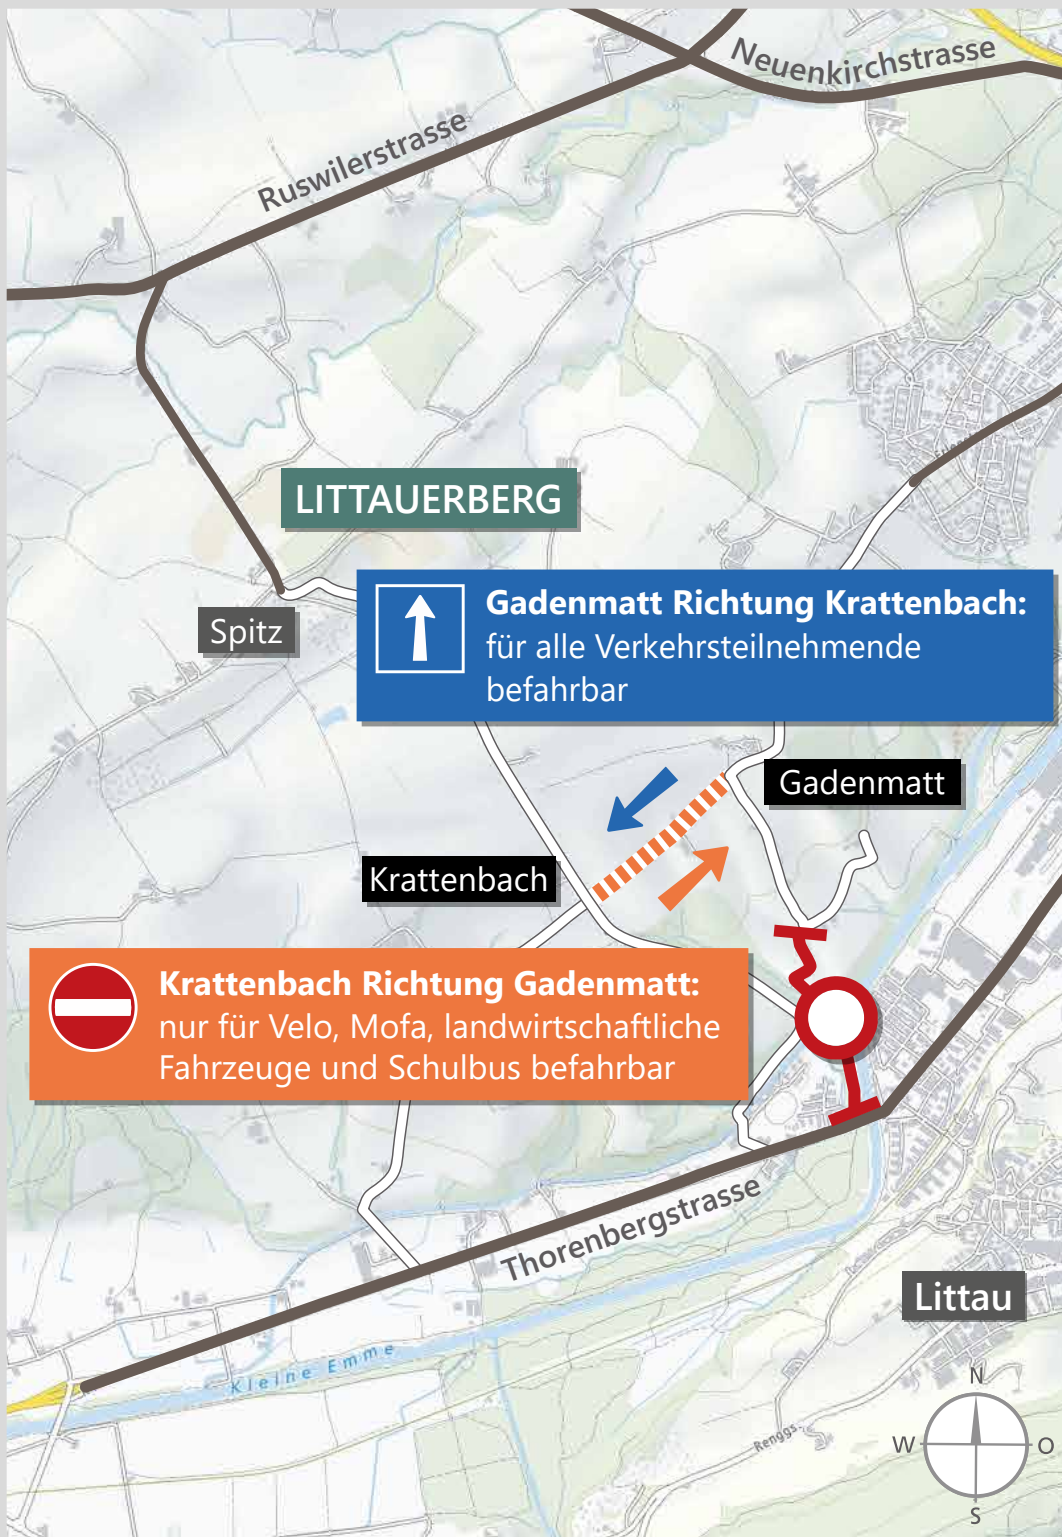 Neuenkirchstrasse
Ruswilerstrasse
LITTAUERBERG
Spitz
Gadenmatt Richtung Krattenbach:
für alle Verkehrsteilnehmende
befahrbar
Gadenmatt
Krattenbach
Krattenbach Richtung Gadenmatt:
nur für Velo, Mofa, landwirtschaftliche
Fahrzeuge und Schulbus befahrbar
Thorenbergstrasse
Littau
Kleine Emme
Renggs
N
W
O
S